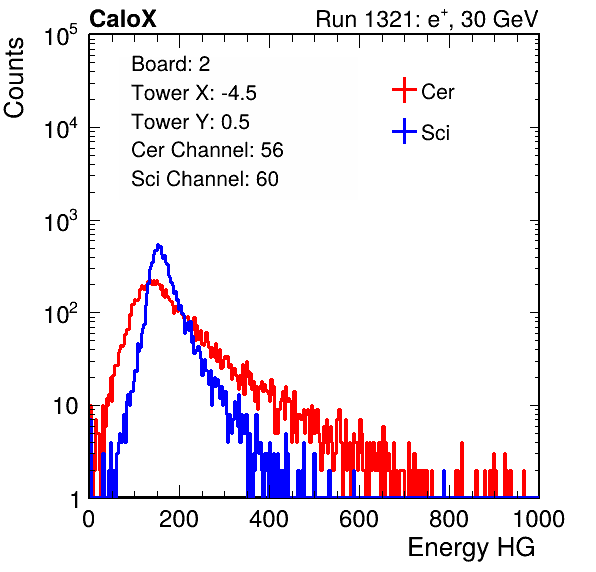 CaloX Run 1321: e⁺, 30 GeV
Counts
Board: 2
Tower X: -4.5
Tower Y: 0.5
Cer Channel: 56
Sci Channel: 60
Cer
Sci
10⁵
10⁴
10³
10²
10
1
0 200 400 600 800 1000
Energy HG